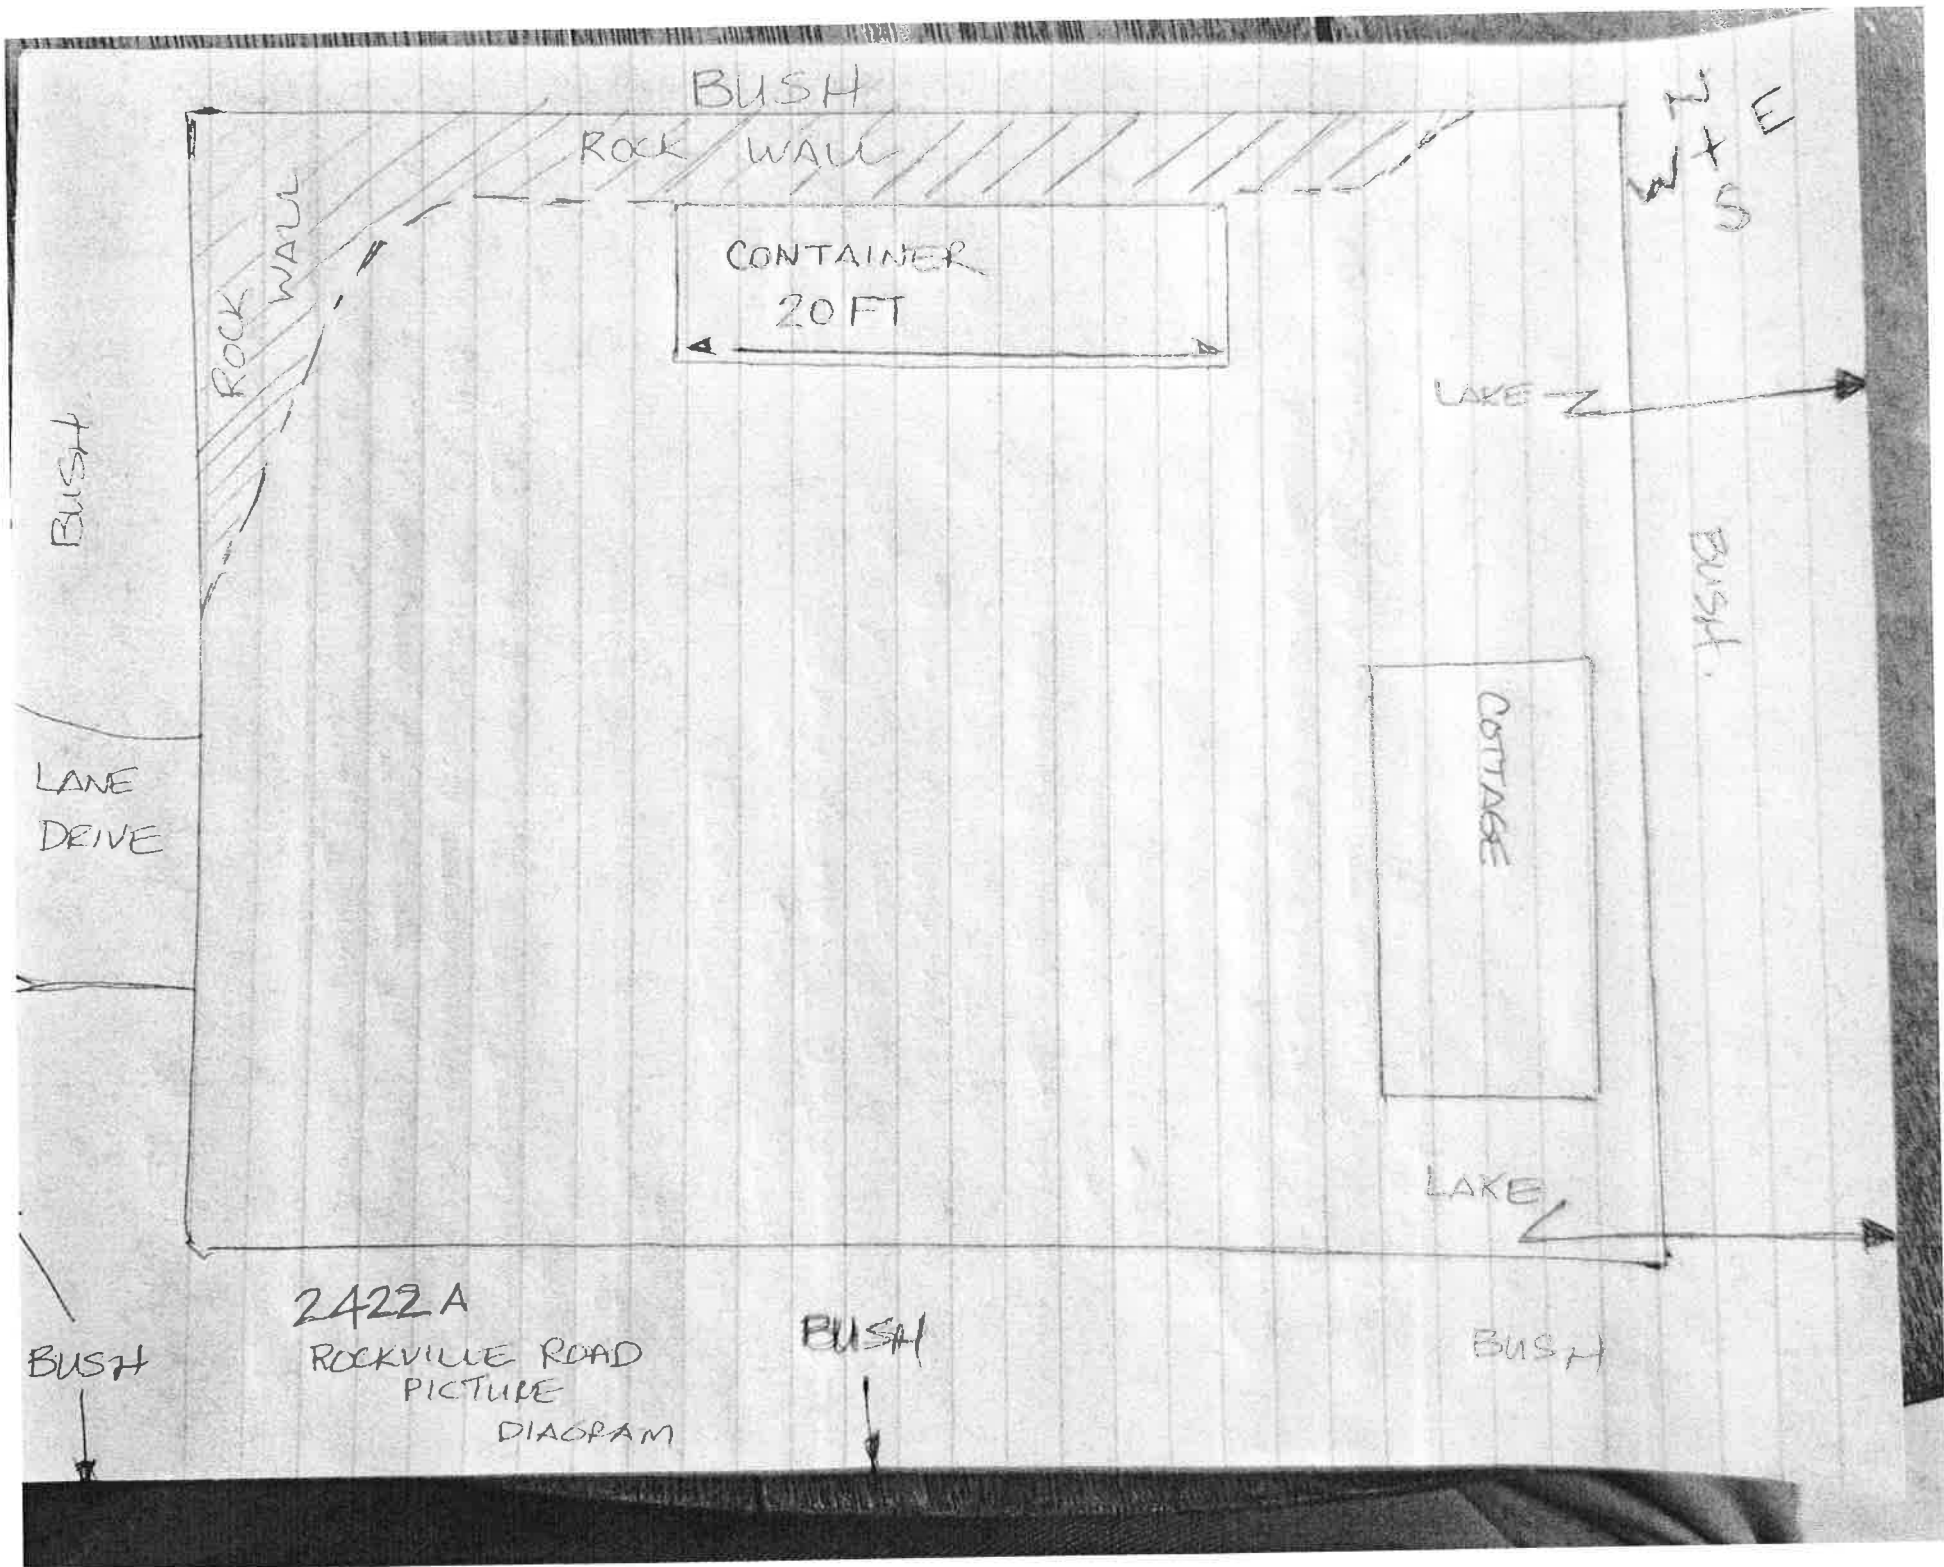 BUSH
ROCK WALL
N
E
W
S
ROCK
WALL
CONTAINER
20 FT
LAKE
BUSH
BUSH.
COTTAGE
LANE
DRIVE
LAKE
2422A
ROCKVILLE ROAD
PICTURE
DIAGRAM
BUSH
BUSH
BUSH